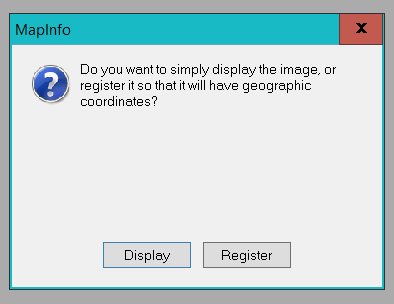 MapInfo
X
Do you want to simply display the image, or
register it so that it will have geographic
coordinates?
Display
Register